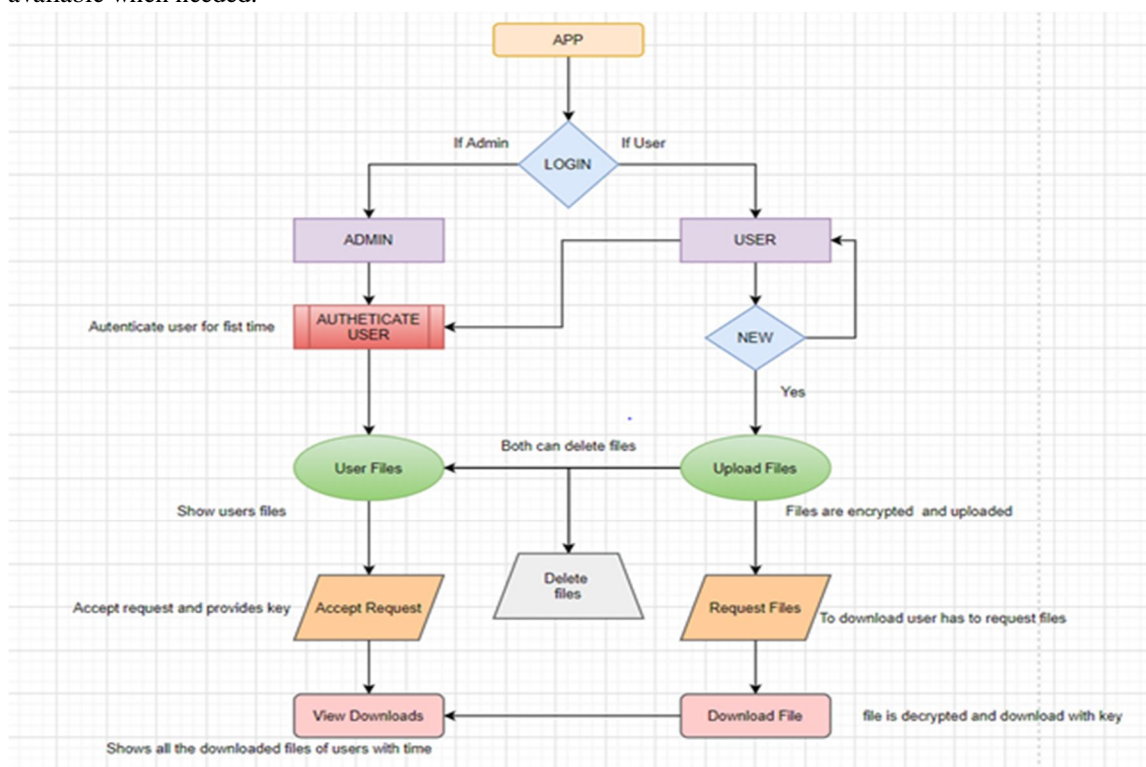 available when needed.
APP
If Admin
If User
LOGIN
ADMIN
USER
Autenticate user for fist time
AUTHETICATE
USER
NEW
Yes
Both can delete files
User Files
Upload Files
Show users files
Files are encrypted and uploaded
Delete
files
Accept request and provides key
Accept Request
Request Files
To download user has to request files
View Downloads
Download File
file is decrypted and download with key
Shows all the downloaded files of users with time